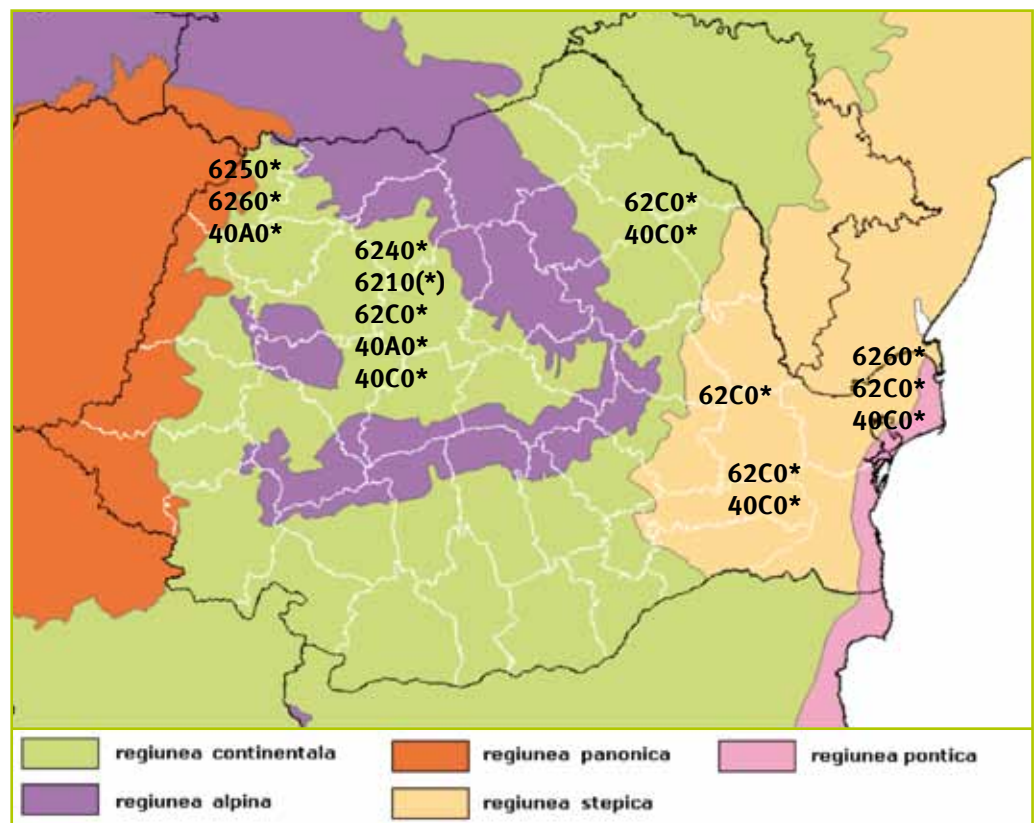 6250*
6260*
40A0*
6240*
6210(*)
62C0*
40A0*
40C0*
62C0*
40C0*
62C0*
6260*
62C0*
40C0*
62C0*
40C0*
regiunea continentala
regiunea panonica
regiunea pontica
regiunea alpina
regiunea stepica